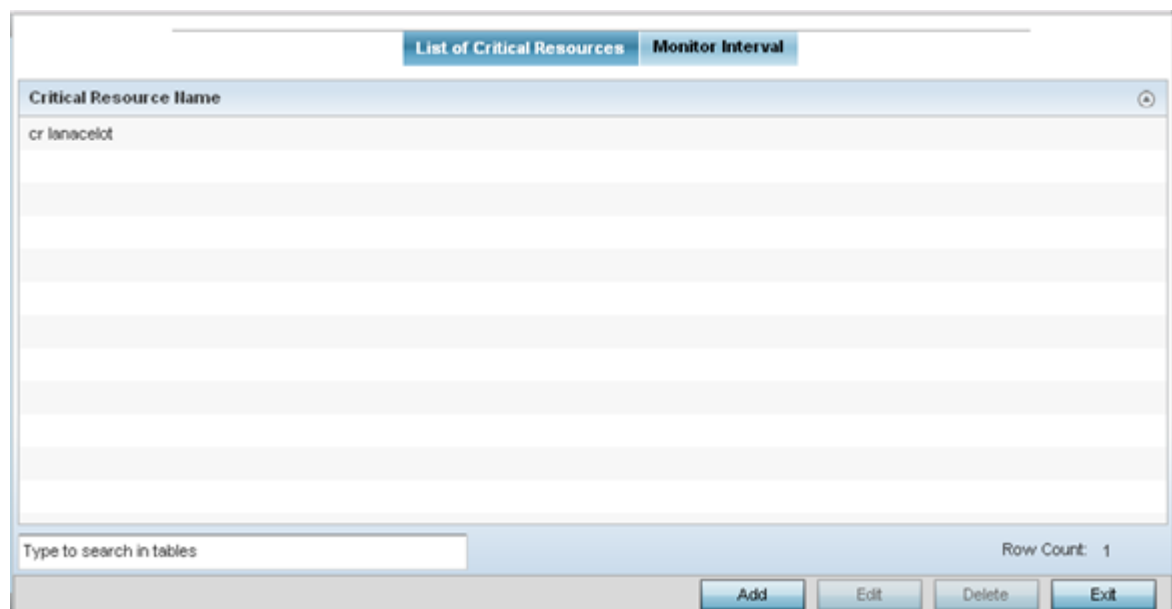 List of Critical Resources Monitor Interval
Critical Resource Name
cr lanacelot
Type to search in tables Row Count: 1
Add Edit Delete Exit